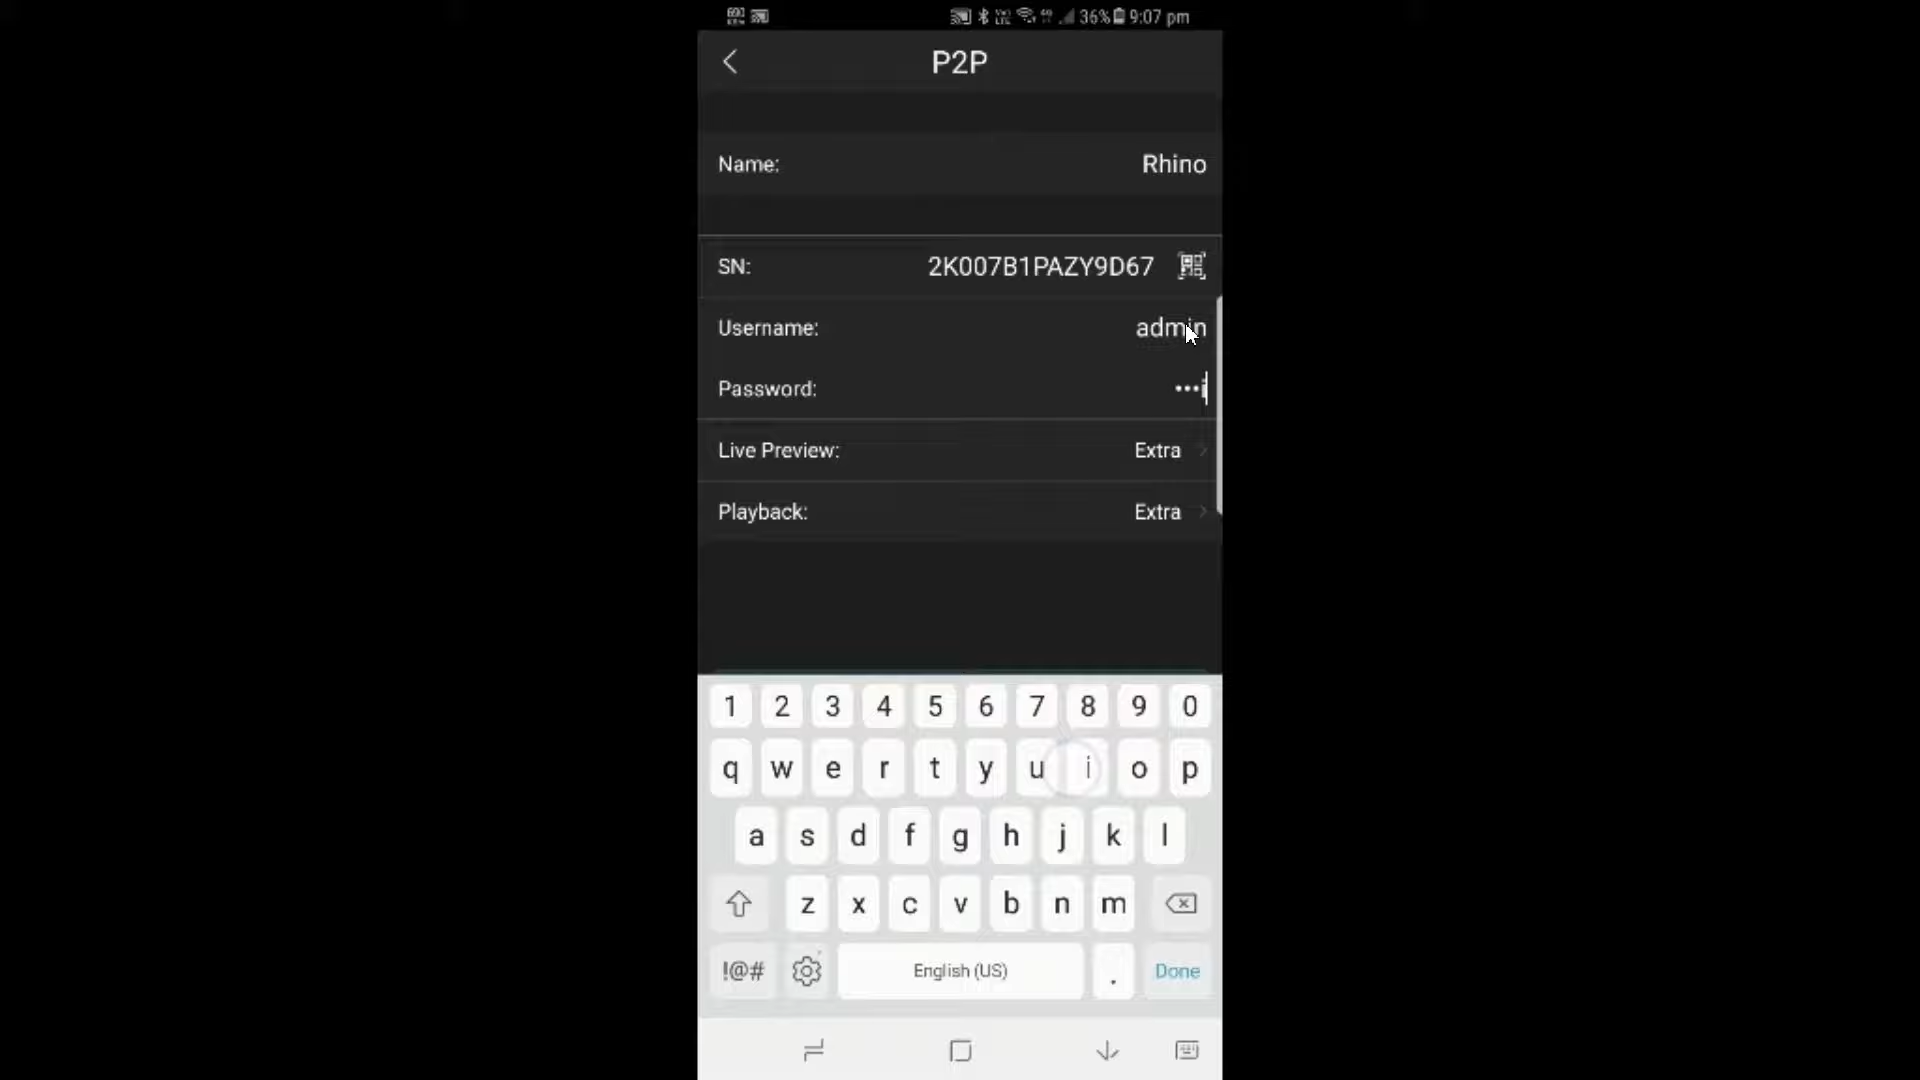 36% 9:07 pm
P2P
Name: Rhino
SN: 2K007B1PAZY9D67
Username: admin
Password: •••i
Live Preview: Extra
Playback: Extra
1 2 3 4 5 6 7 8 9 0
q w e r t y u i o p
a s d f g h j k l
z x c v b n m
!@# English (US) . Done